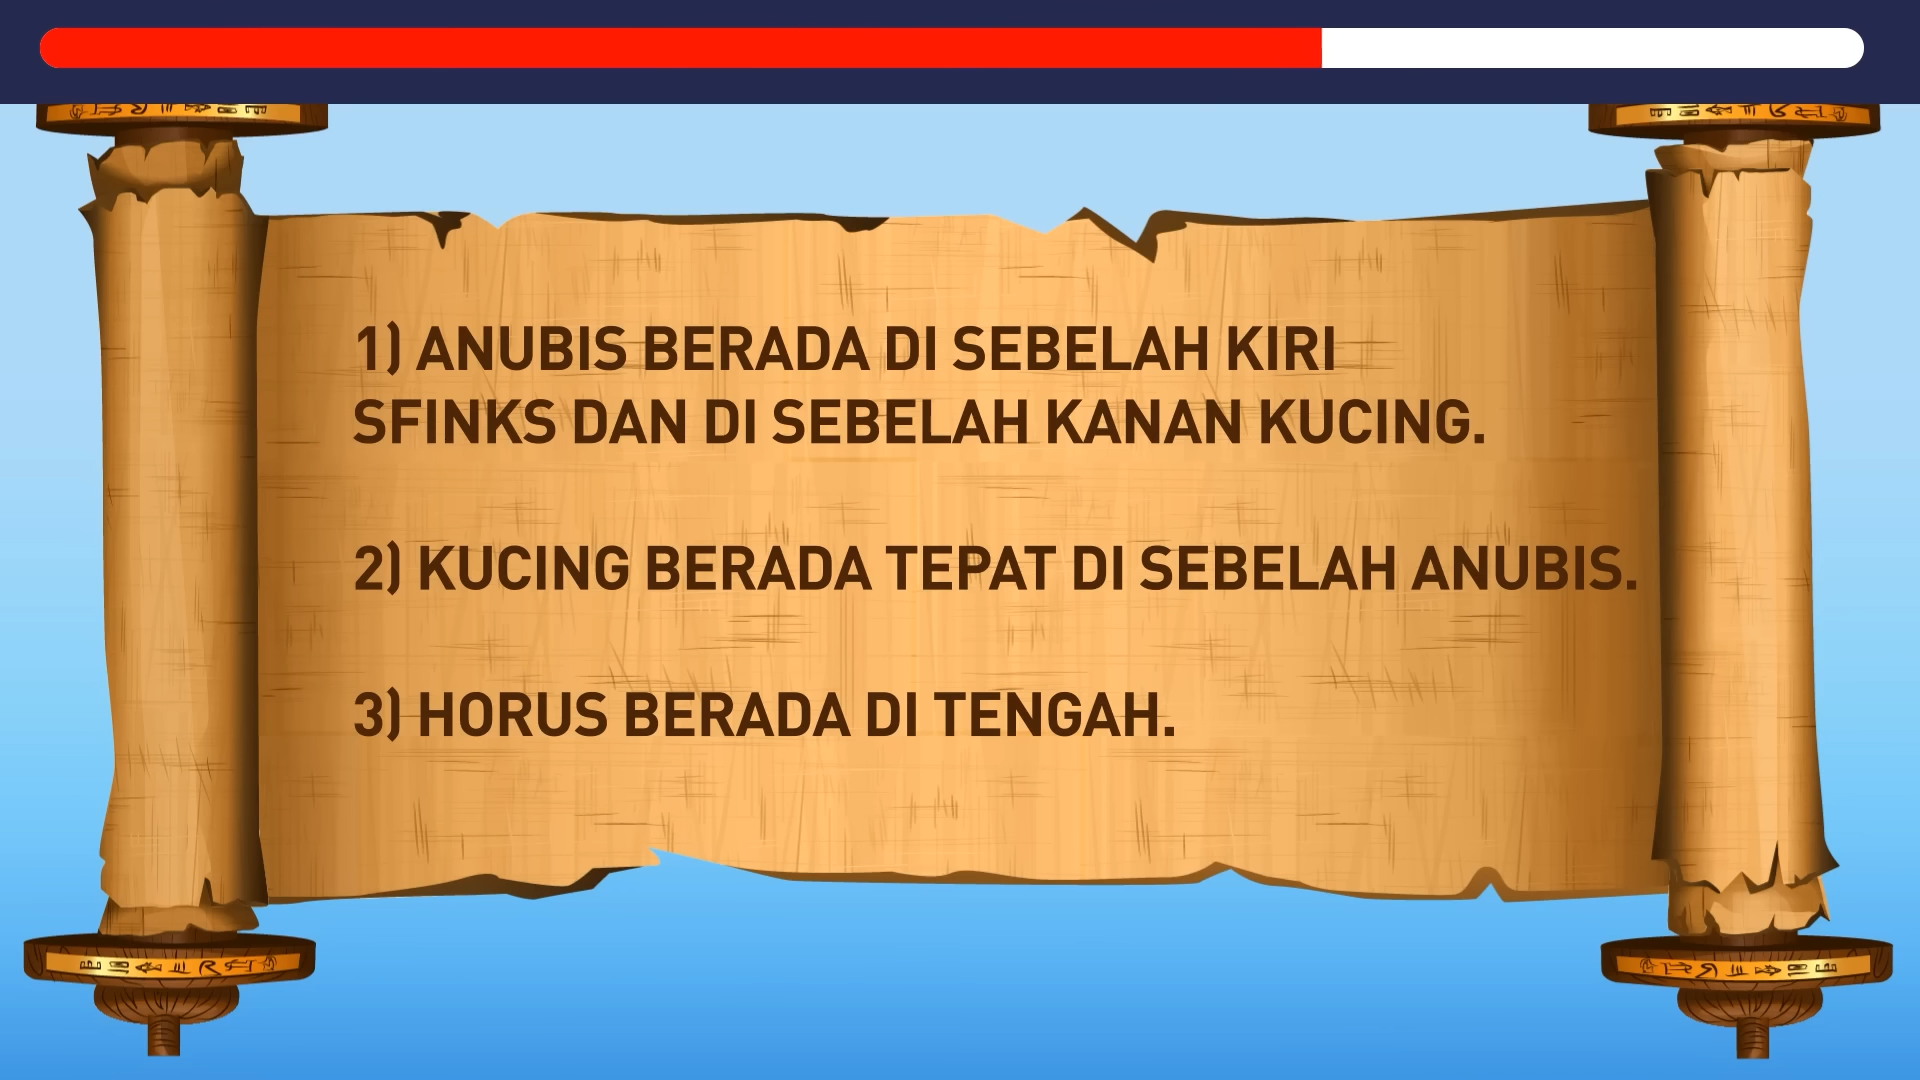 1) ANUBIS BERADA DI SEBELAH KIRI
SFINKS DAN DI SEBELAH KANAN KUCING.
2) KUCING BERADA TEPAT DI SEBELAH ANUBIS.
3) HORUS BERADA DI TENGAH.